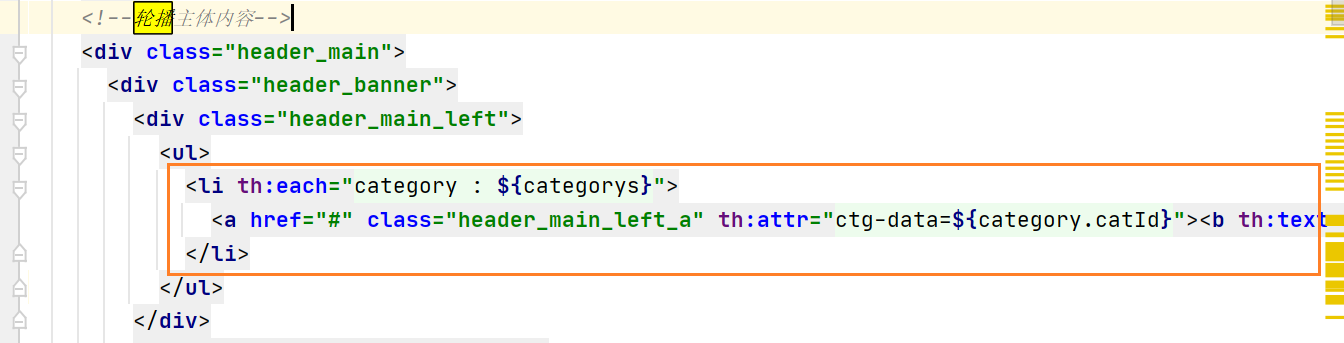 <!--轮播主体内容-->
<div class="header_main">
<div class="header_banner">
<div class="header_main_left">
<ul>
<li th:each="category : ${categorys}">
<a href="#" class="header_main_left_a" th:attr="ctg-data=${category.catId}"><b th:text
</li>
</ul>
</div>